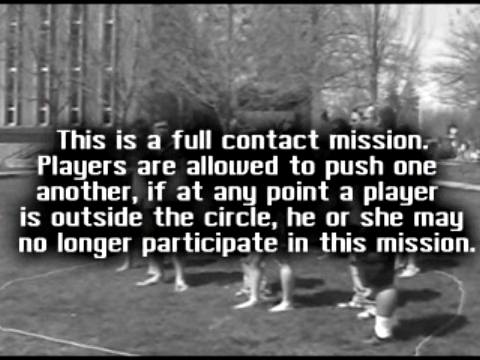 This is a full contact mission.
Players are allowed to push one
another, if at any point a player
is outside the circle, he or she may
no longer participate in this mission.